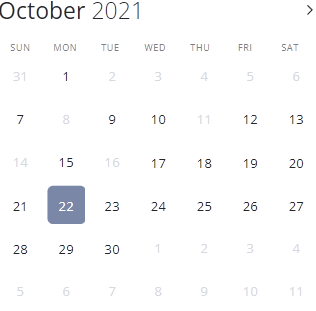 October 2021
SUN MON TUE WED THU FRI SAT
31 1 2 3 4 5 6
7 8 9 10 11 12 13
14 15 16 17 18 19 20
21 22 23 24 25 26 27
28 29 30 1 2 3 4
5 6 7 8 9 10 11